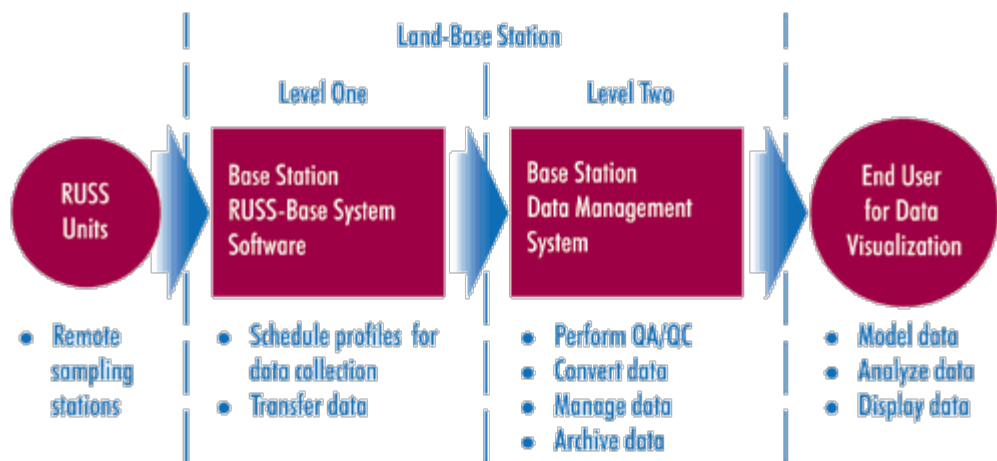 Land-Base Station
Level One
Level Two
RUSS
Units
Base Station
RUSS-Base System
Software
Base Station
Data Management
System
End User
for Data
Visualization
• Remote
sampling
stations
• Schedule profiles for
data collection
• Transfer data
• Perform QA/QC
• Convert data
• Manage data
• Archive data
• Model data
• Analyze data
• Display data